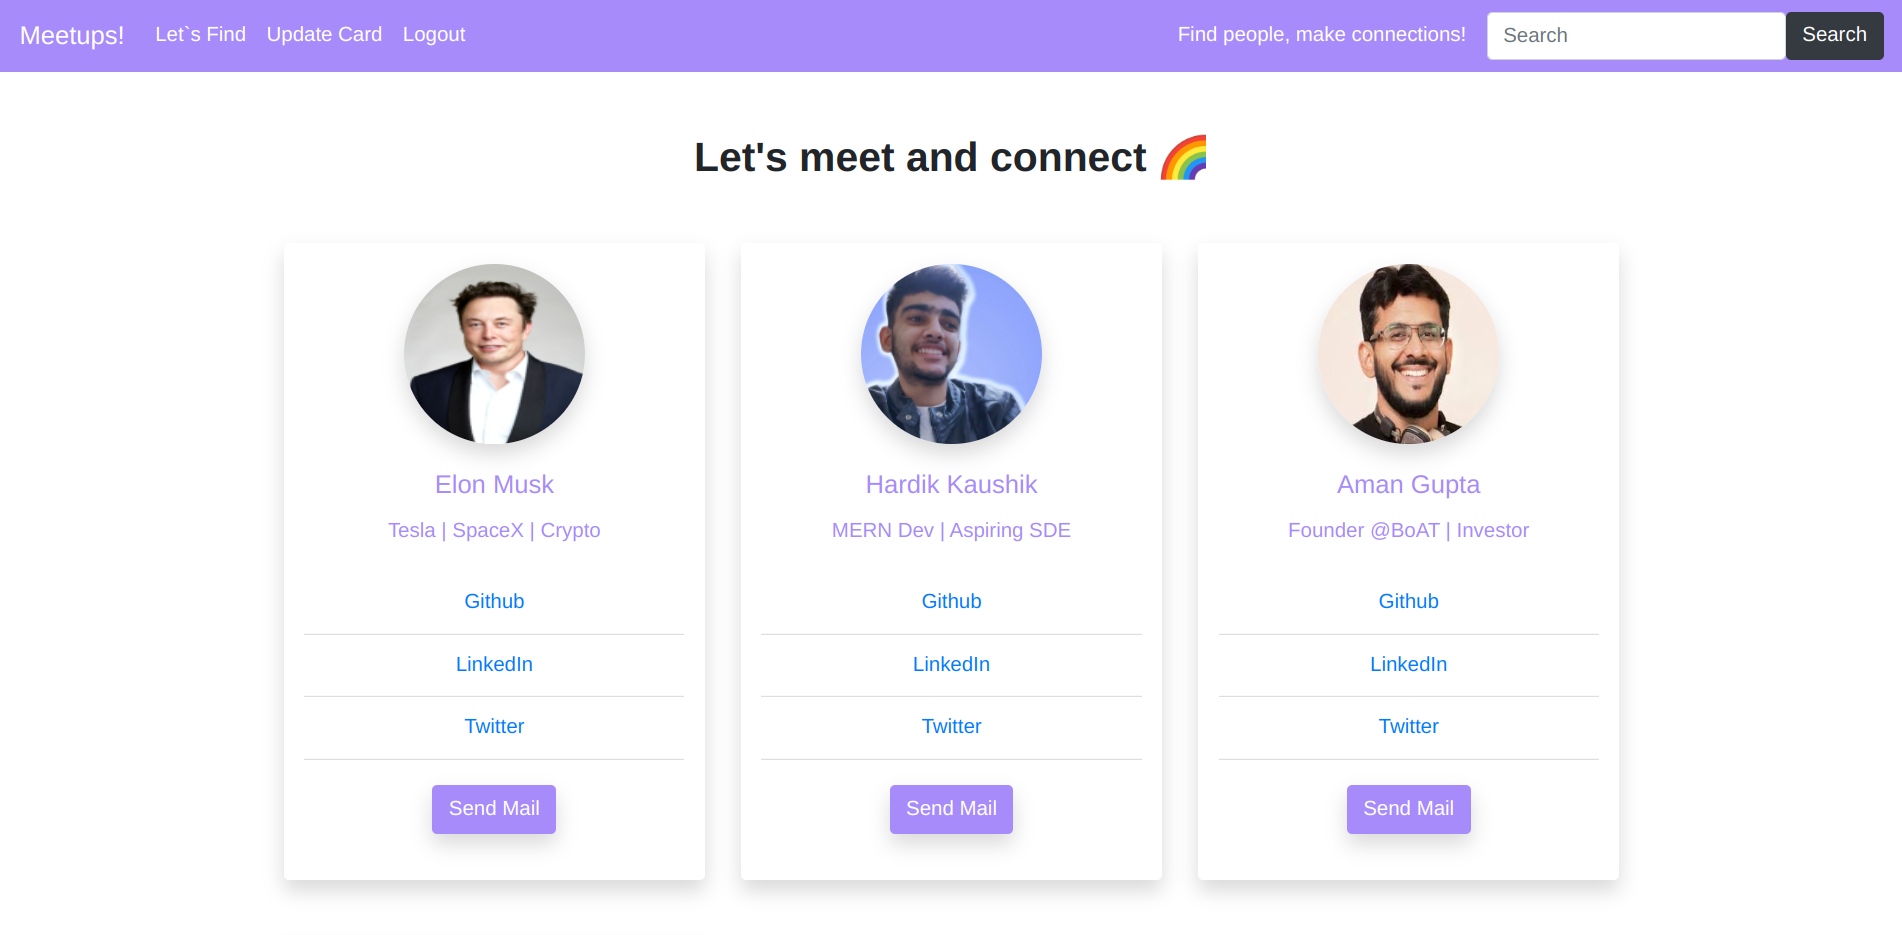 Meetups! Let`s Find Update Card Logout Find people, make connections! Search Search
Let's meet and connect 🌈
Elon Musk
Tesla | SpaceX | Crypto
Github
LinkedIn
Twitter
Send Mail
Hardik Kaushik
MERN Dev | Aspiring SDE
Github
LinkedIn
Twitter
Send Mail
Aman Gupta
Founder @BoAT | Investor
Github
LinkedIn
Twitter
Send Mail